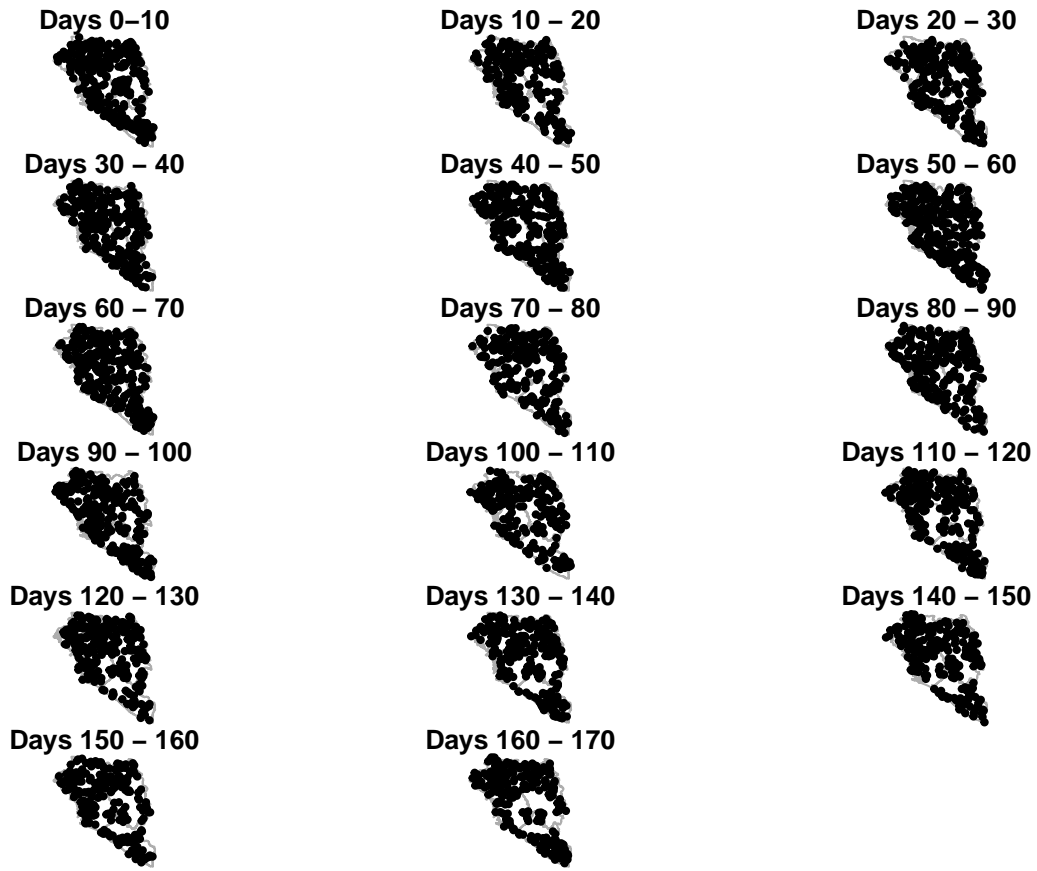 Days 0–10
Days 10 – 20
Days 20 – 30
Days 30 – 40
Days 40 – 50
Days 50 – 60
Days 60 – 70
Days 70 – 80
Days 80 – 90
Days 90 – 100
Days 100 – 110
Days 110 – 120
Days 120 – 130
Days 130 – 140
Days 140 – 150
Days 150 – 160
Days 160 – 170